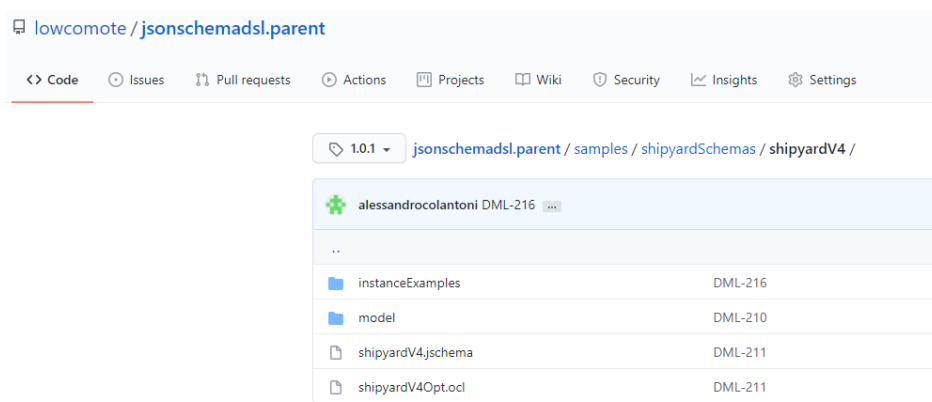 lowcomote / jsonschemadsl.parent
Code Issues Pull requests Actions Projects Wiki Security Insights Settings
1.0.1 jsonschemadsl.parent / samples / shipyardSchemas / shipyardV4 /
alessandrocolantoni DML-216 ...
..
instanceExamples DML-216
model DML-210
shipyardV4.jschema DML-211
shipyardV4Opt.ocl DML-211